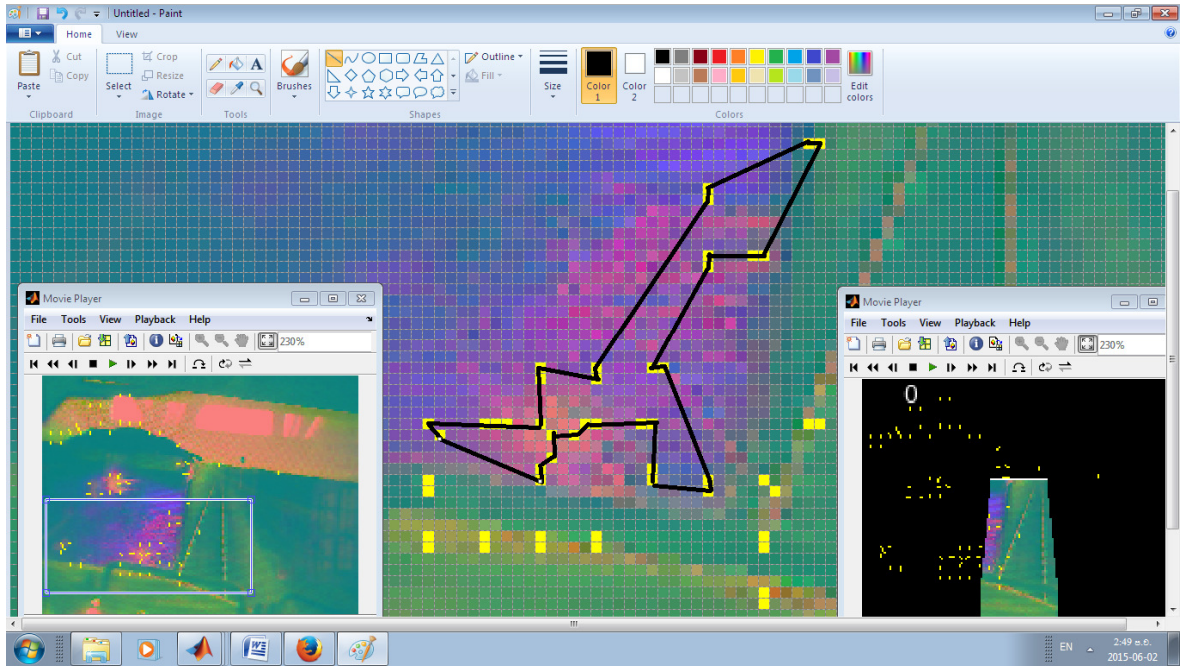 Untitled - Paint
Home View
Paste
Cut
Copy
Clipboard
Select
Crop
Resize
Rotate
Image
Tools
Brushes
Shapes
Outline
Fill
Size
Color 1
Color 2
Edit colors
Colors
Movie Player
File Tools View Playback Help
230%
Movie Player
File Tools View Playback Help
230%
0
EN
2:49 ย.อ.
2015-06-02